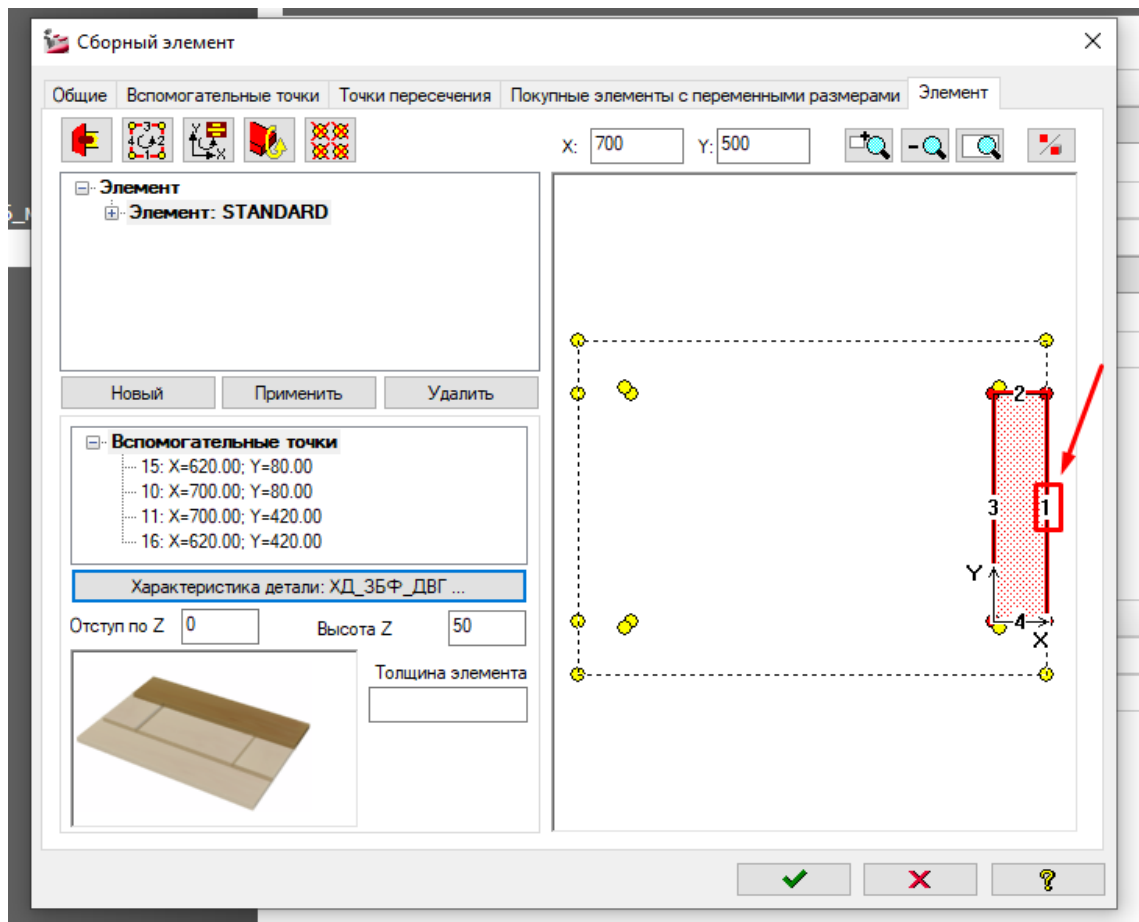 Сборный элемент
Общие Вспомогательные точки Точки пересечения Покупные элементы с переменными размерами Элемент
X: 700 Y: 500
Элемент
Элемент: STANDARD
Новый Применить Удалить
Вспомогательные точки
15: X=620.00; Y=80.00
10: X=700.00; Y=80.00
11: X=700.00; Y=420.00
16: X=620.00; Y=420.00
Характеристика детали: ХД_ЗБФ_ДВГ ...
Отступ по Z 0 Высота Z 50
Толщина элемента
2
3 1
Y
4
X